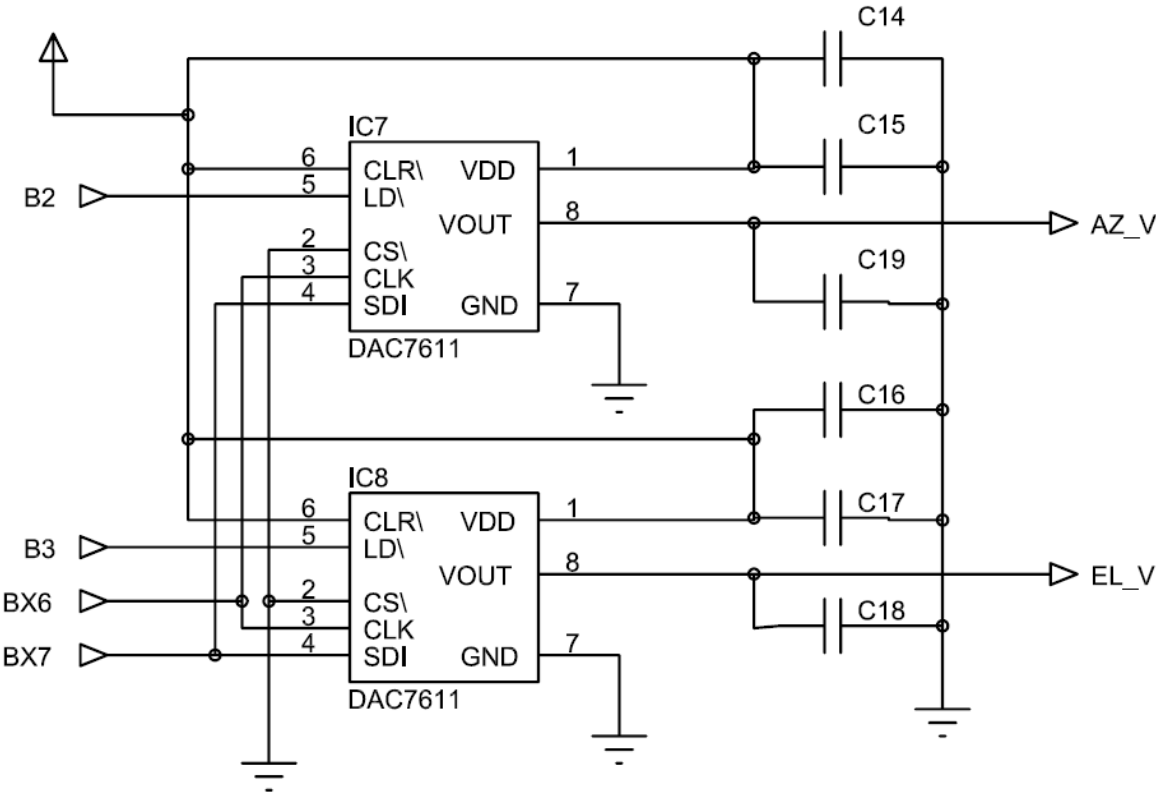 C14
IC7
C15
6 CLR\ VDD 1
B2 5 LD\
VOUT 8 AZ_V
2 CS\
3 CLK
C19
4 SDI GND 7
DAC7611
C16
IC8
C17
6 CLR\ VDD 1
B3 5 LD\
VOUT 8 EL_V
BX6 2 CS\
C18
3 CLK
BX7 4 SDI GND 7
DAC7611